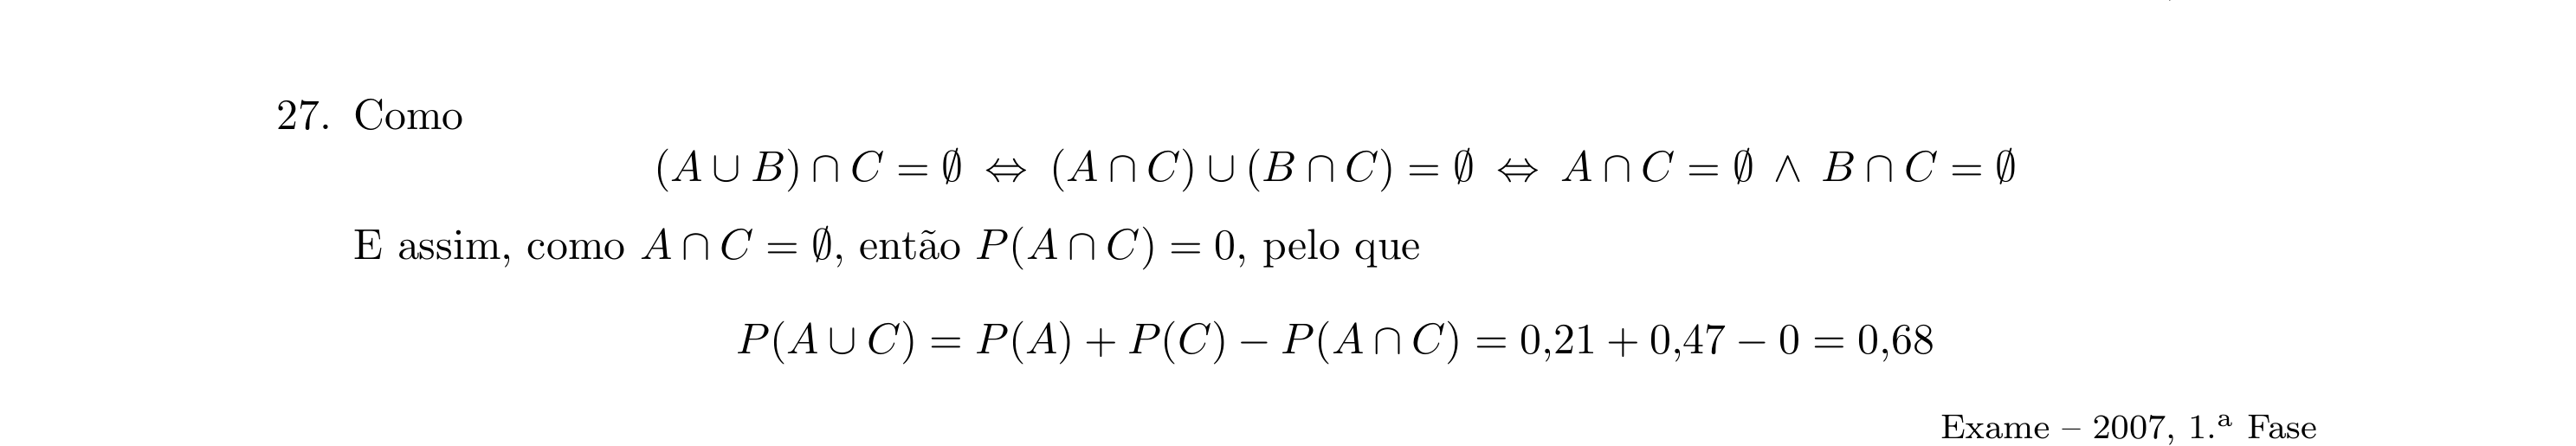 27. Como
(A ∪ B) ∩ C = ∅ ⇔ (A ∩ C) ∪ (B ∩ C) = ∅ ⇔ A ∩ C = ∅ ∧ B ∩ C = ∅
E assim, como A ∩ C = ∅, então P(A ∩ C) = 0, pelo que
P(A ∪ C) = P(A) + P(C) − P(A ∩ C) = 0,21 + 0,47 − 0 = 0,68
Exame – 2007, 1.ª Fase